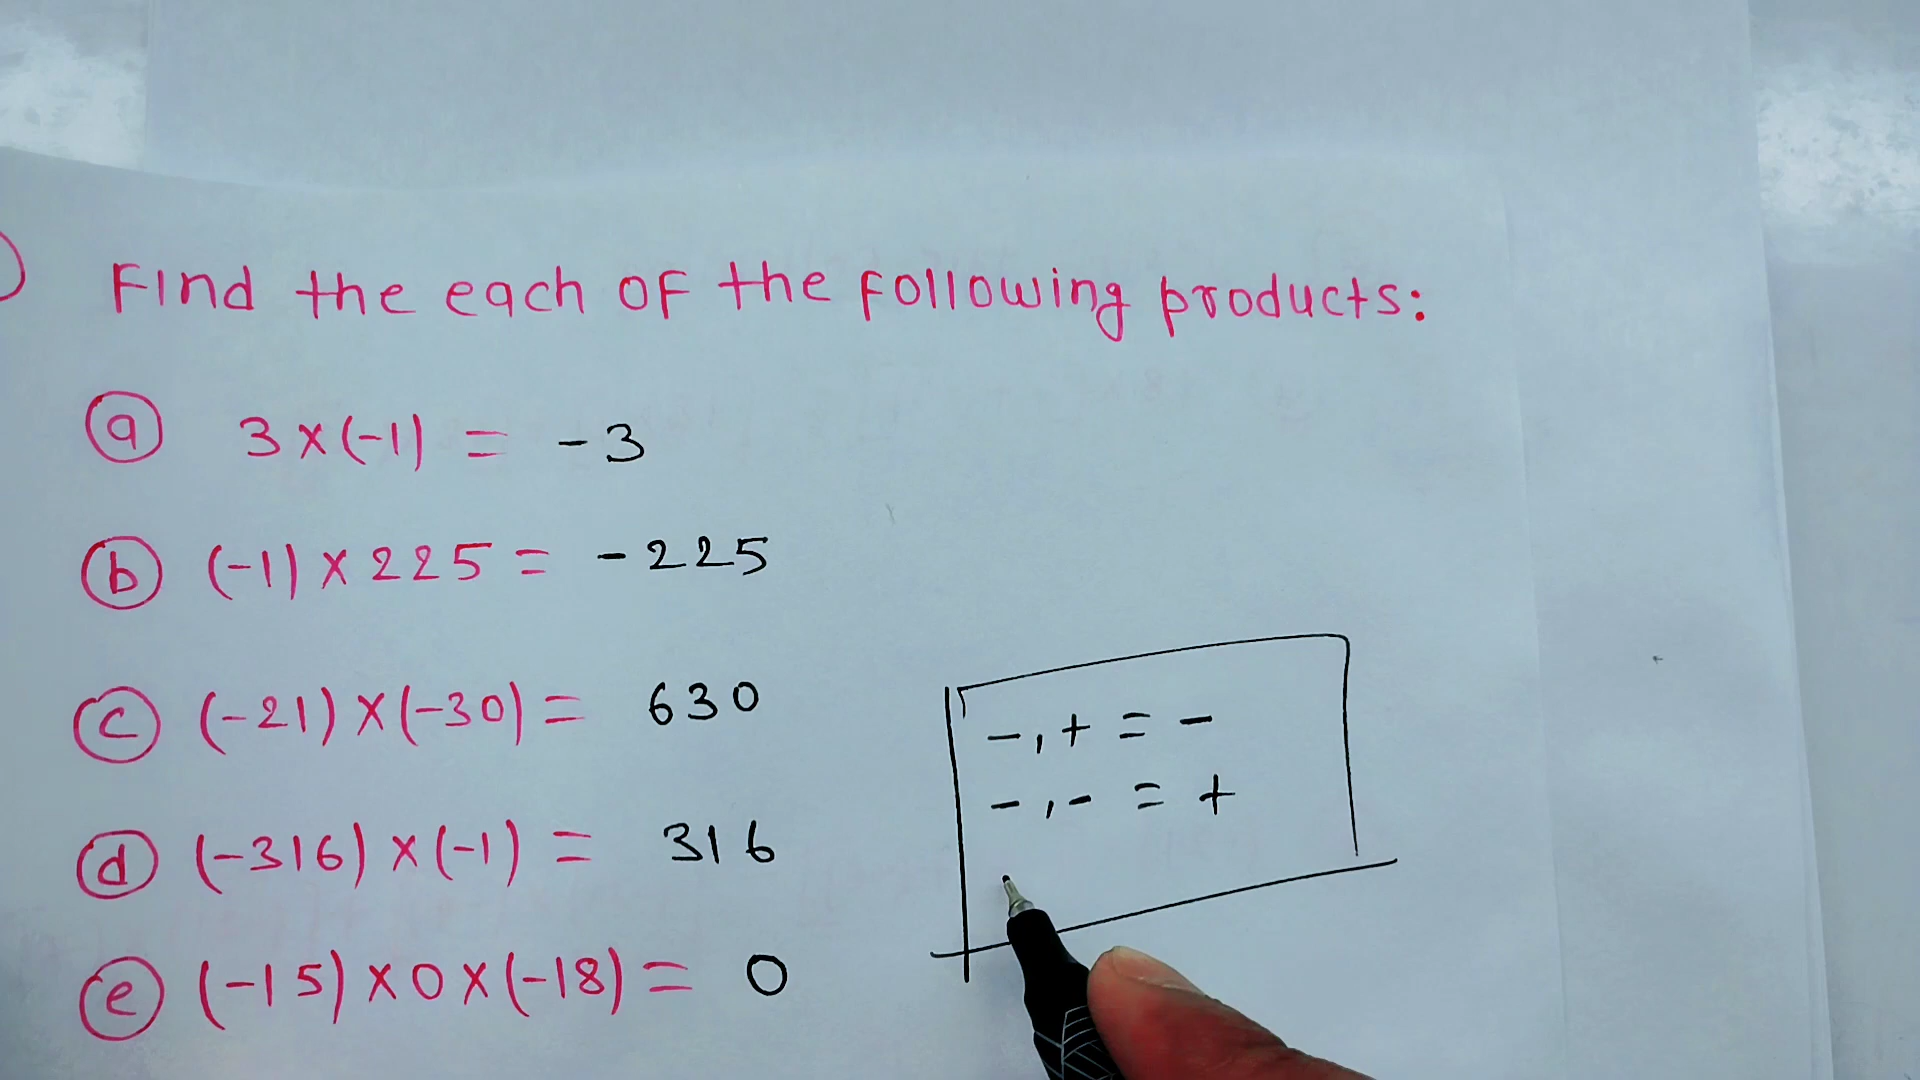 Find the each of the following products:
(a) 3 × (-1) = -3
(b) (-1) × 225 = -225
(c) (-21) × (-30) = 630
(d) (-316) × (-1) = 316
(e) (-15) × 0 × (-18) = 0
-, + = -
-, - = +